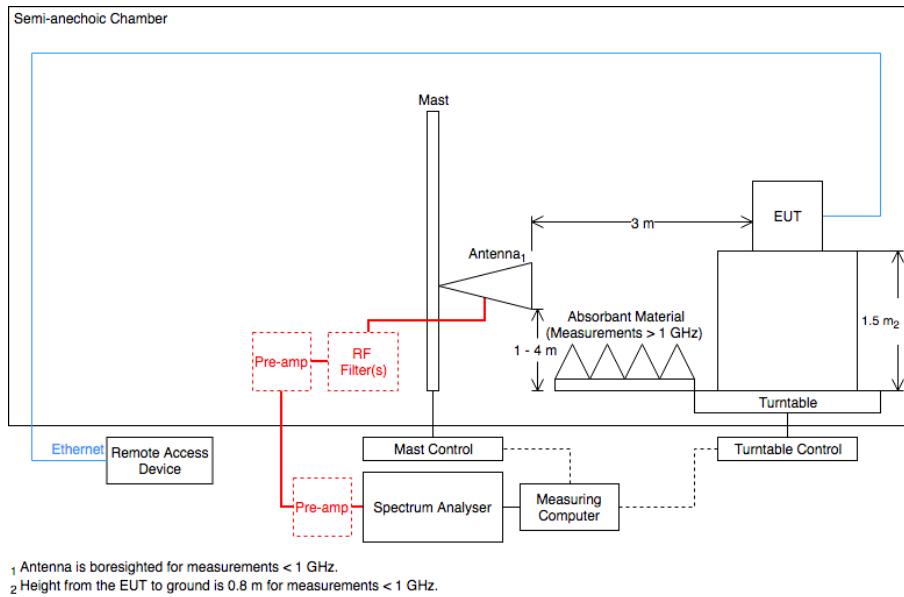 Semi-anechoic Chamber
Mast
EUT
3 m
Antenna1
Absorbant Material
(Measurements > 1 GHz)
1 - 4 m
1.5 m2
Pre-amp
RF
Filter(s)
Turntable
Ethernet
Remote Access
Device
Mast Control
Turntable Control
Pre-amp
Spectrum Analyser
Measuring
Computer
1 Antenna is boresighted for measurements < 1 GHz.
2 Height from the EUT to ground is 0.8 m for measurements < 1 GHz.